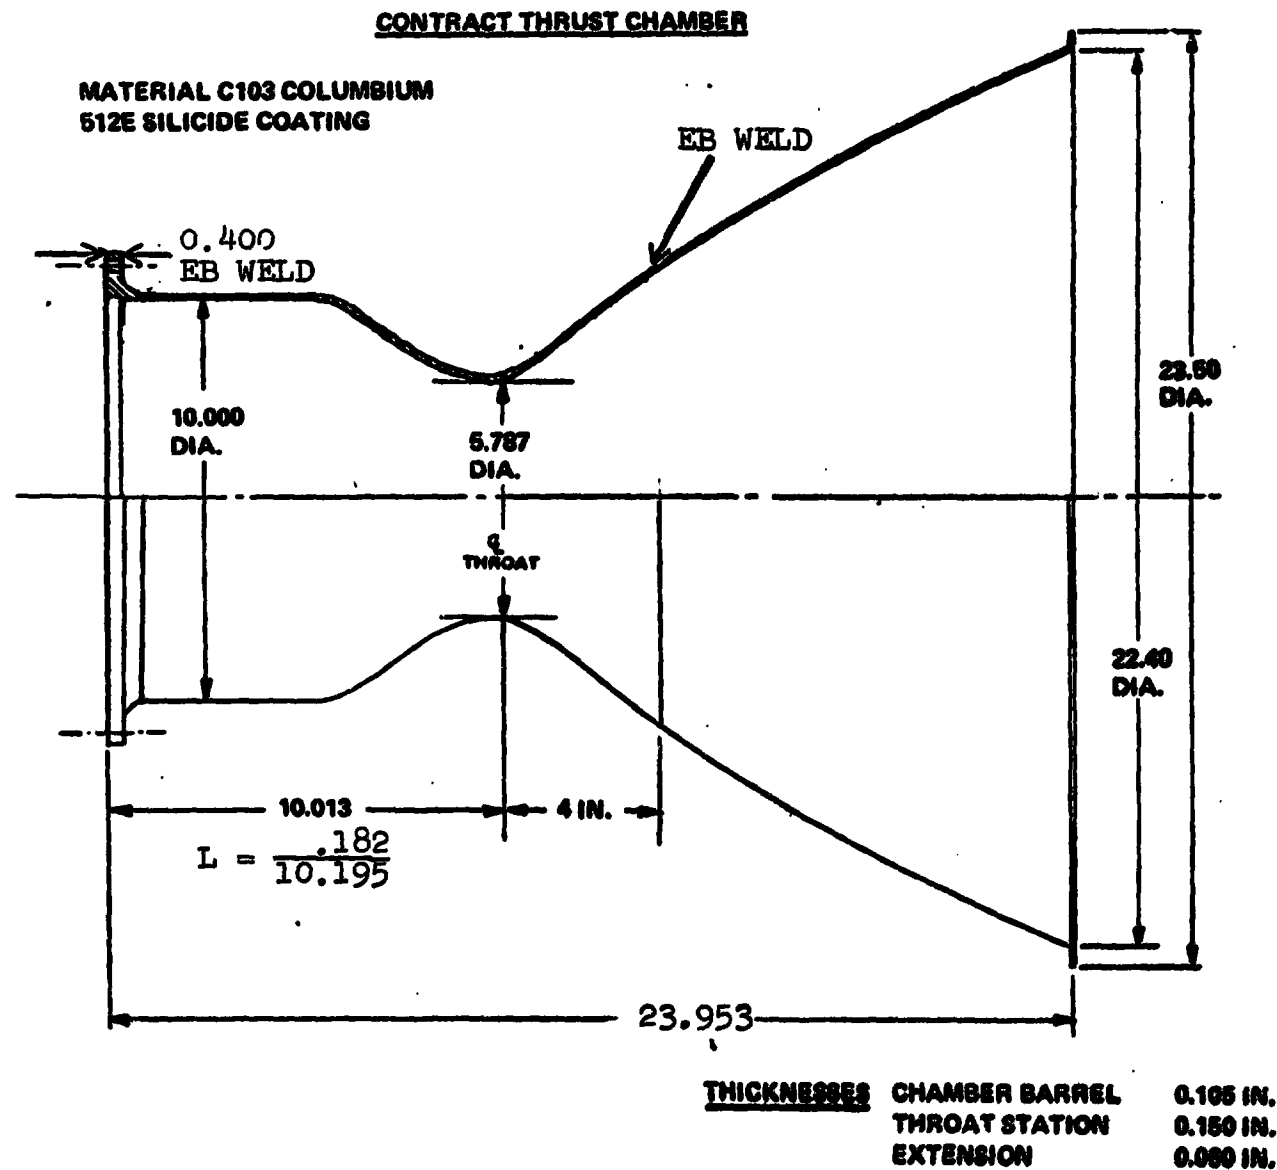 CONTRACT THRUST CHAMBER
MATERIAL C103 COLUMBIUM
512E SILICIDE COATING
EB WELD
0.400
EB WELD
10.000
DIA.
5.787
DIA.
23.50
DIA.
℄
THROAT
22.40
DIA.
10.013
4 IN.
L = .182
10.195
23.953
THICKNESSES CHAMBER BARREL 0.105 IN.
THROAT STATION 0.150 IN.
EXTENSION 0.060 IN.